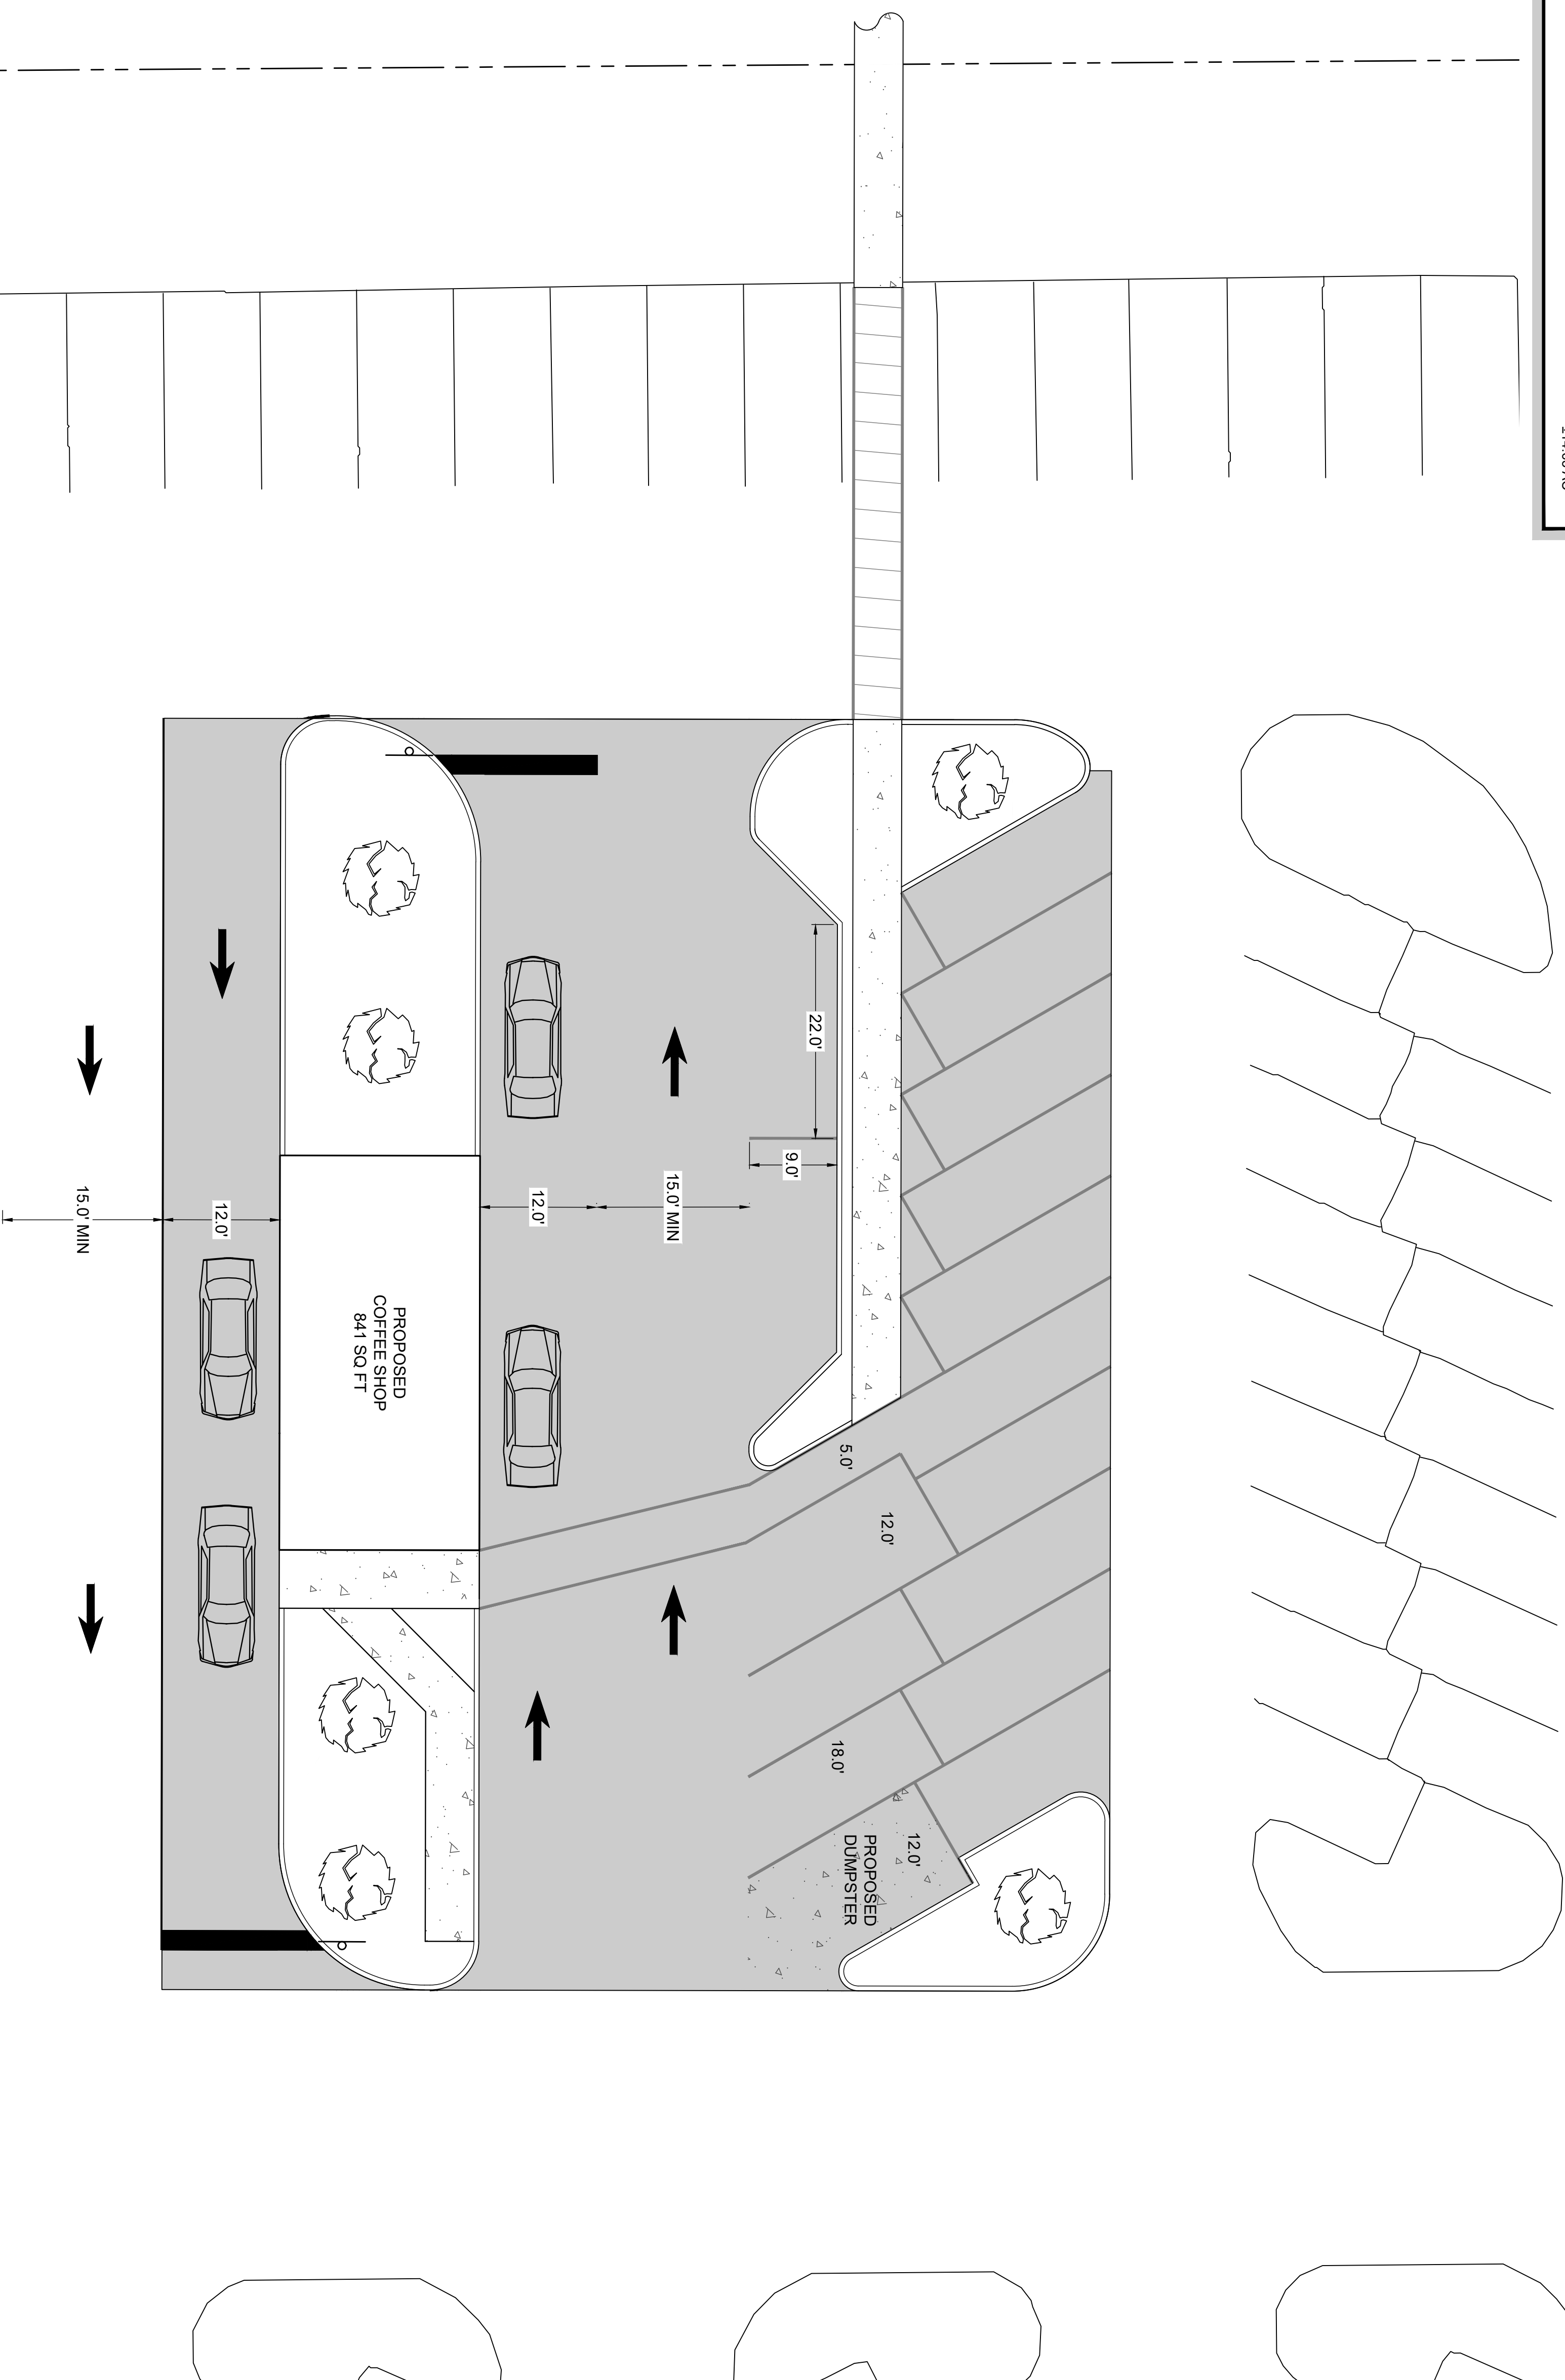 22.0'
9.0'
15.0' MIN
12.0'
12.0'
15.0' MIN
PROPOSED
COFFEE SHOP
841 SQ FT
5.0'
12.0'
18.0'
12.0'
PROPOSED
DUMPSTER